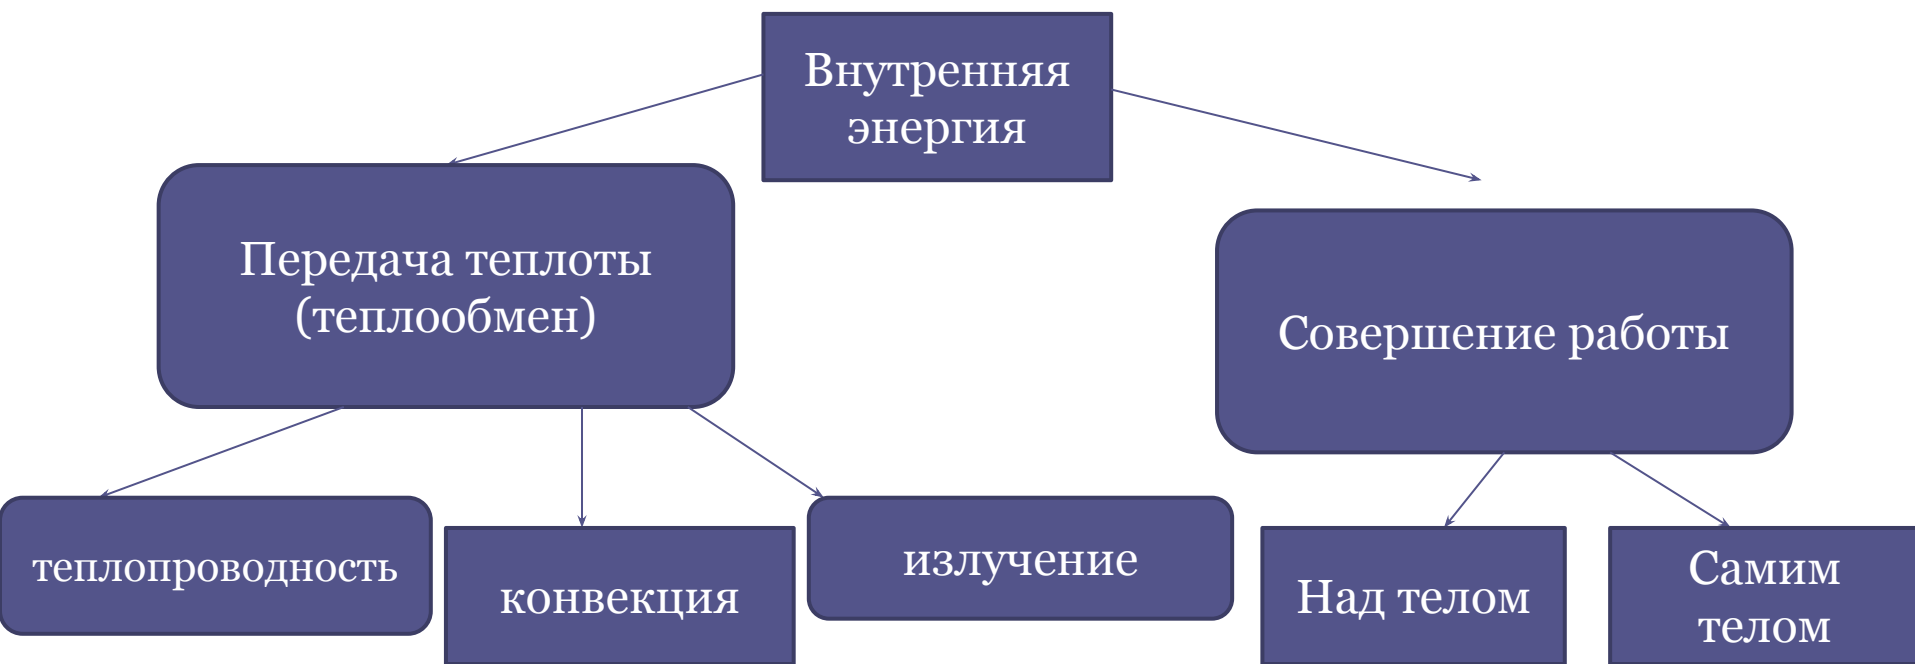 Внутренняя
энергия
Передача теплоты
(теплообмен)
Совершение работы
теплопроводность
конвекция
излучение
Над телом
Самим
телом